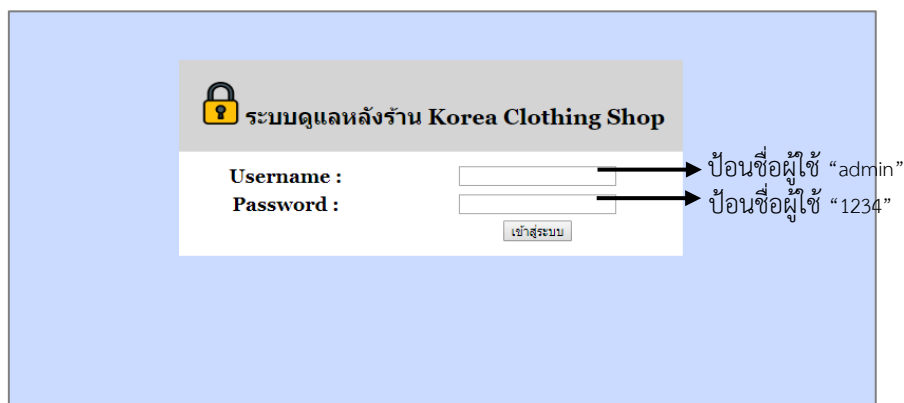 ระบบดูแลหลังร้าน Korea Clothing Shop
Username : ป้อนชื่อผู้ใช้ “admin”
Password : ป้อนชื่อผู้ใช้ “1234”
เข้าสู่ระบบ